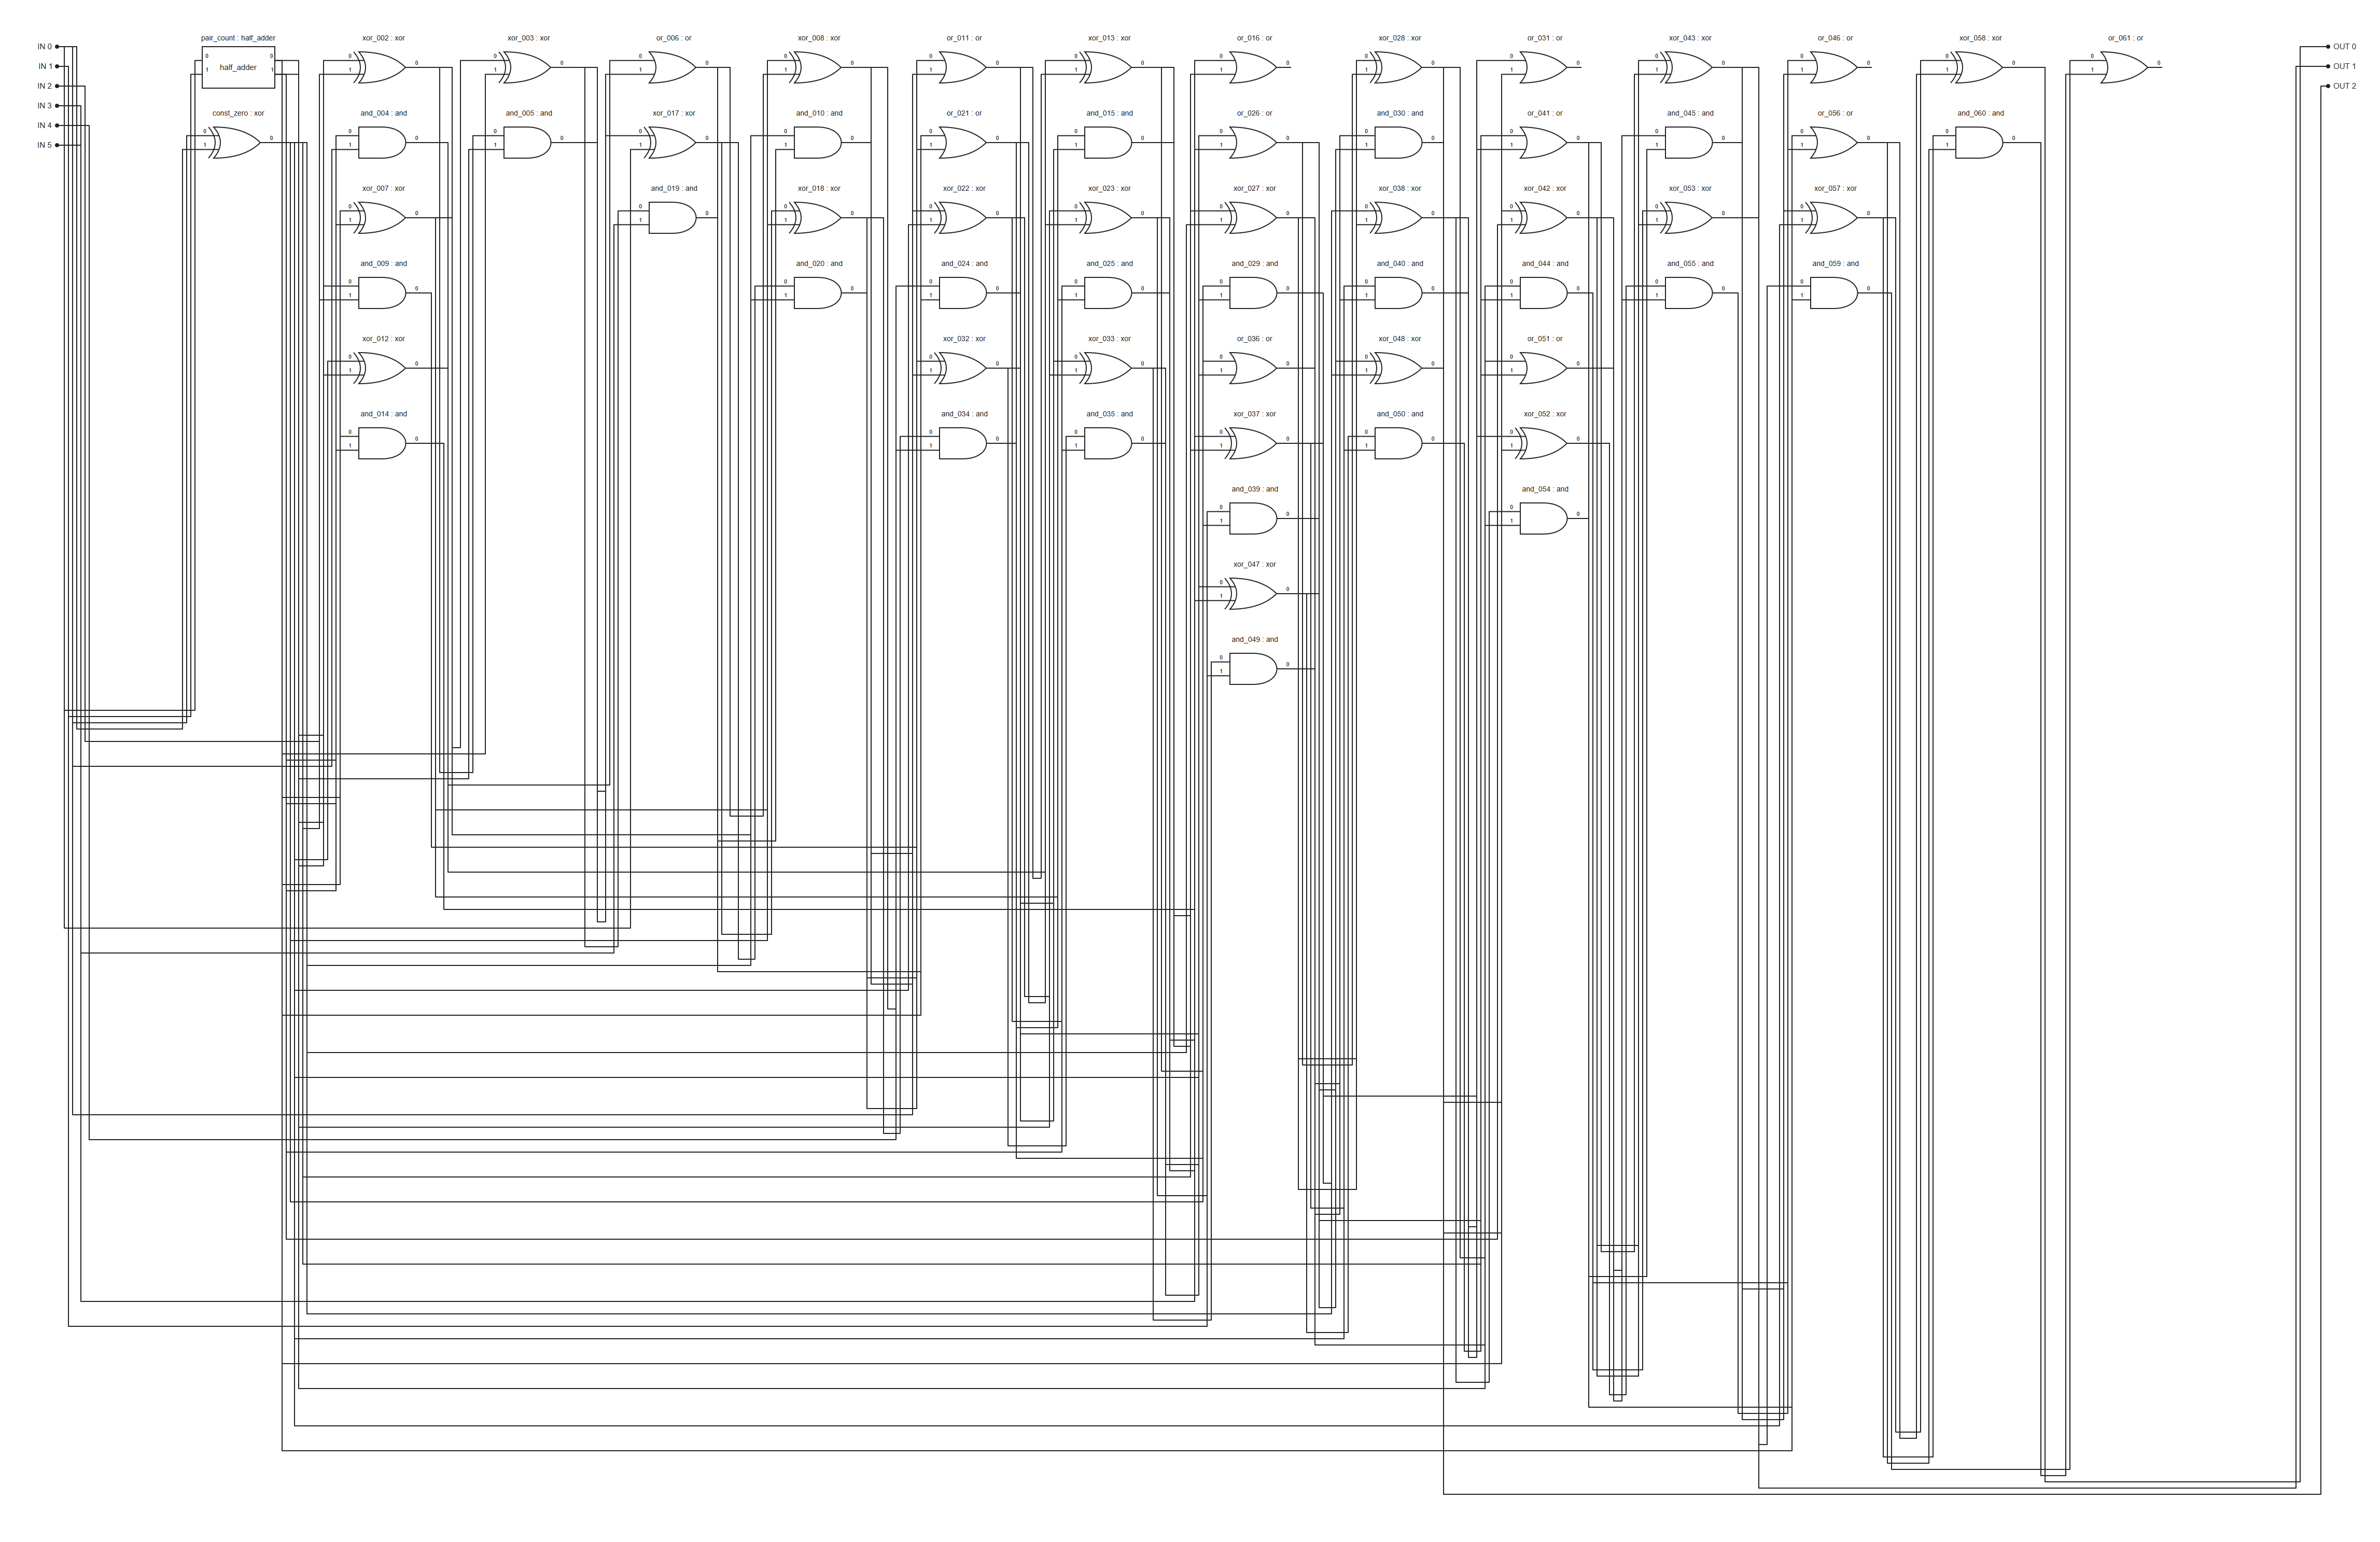 pair_count : half_adder
xor_002 : xor
xor_003 : xor
or_006 : or
xor_008 : xor
or_011 : or
xor_013 : xor
or_016 : or
xor_028 : xor
or_031 : or
xor_043 : xor
or_046 : or
xor_058 : xor
or_061 : or
IN 0
IN 1
IN 2
IN 3
IN 4
IN 5
half_adder
OUT 0
OUT 1
OUT 2
const_zero : xor
and_004 : and
and_005 : and
xor_017 : xor
and_010 : and
or_021 : or
and_015 : and
or_026 : or
and_030 : and
or_041 : or
and_045 : and
or_056 : or
and_060 : and
xor_007 : xor
and_019 : and
xor_018 : xor
xor_022 : xor
xor_023 : xor
xor_027 : xor
xor_038 : xor
xor_042 : xor
xor_053 : xor
xor_057 : xor
and_009 : and
and_020 : and
and_024 : and
and_025 : and
and_029 : and
and_040 : and
and_044 : and
and_055 : and
and_059 : and
xor_012 : xor
xor_032 : xor
xor_033 : xor
or_036 : or
xor_048 : xor
or_051 : or
and_014 : and
and_034 : and
and_035 : and
xor_037 : xor
and_050 : and
xor_052 : xor
and_039 : and
and_054 : and
xor_047 : xor
and_049 : and